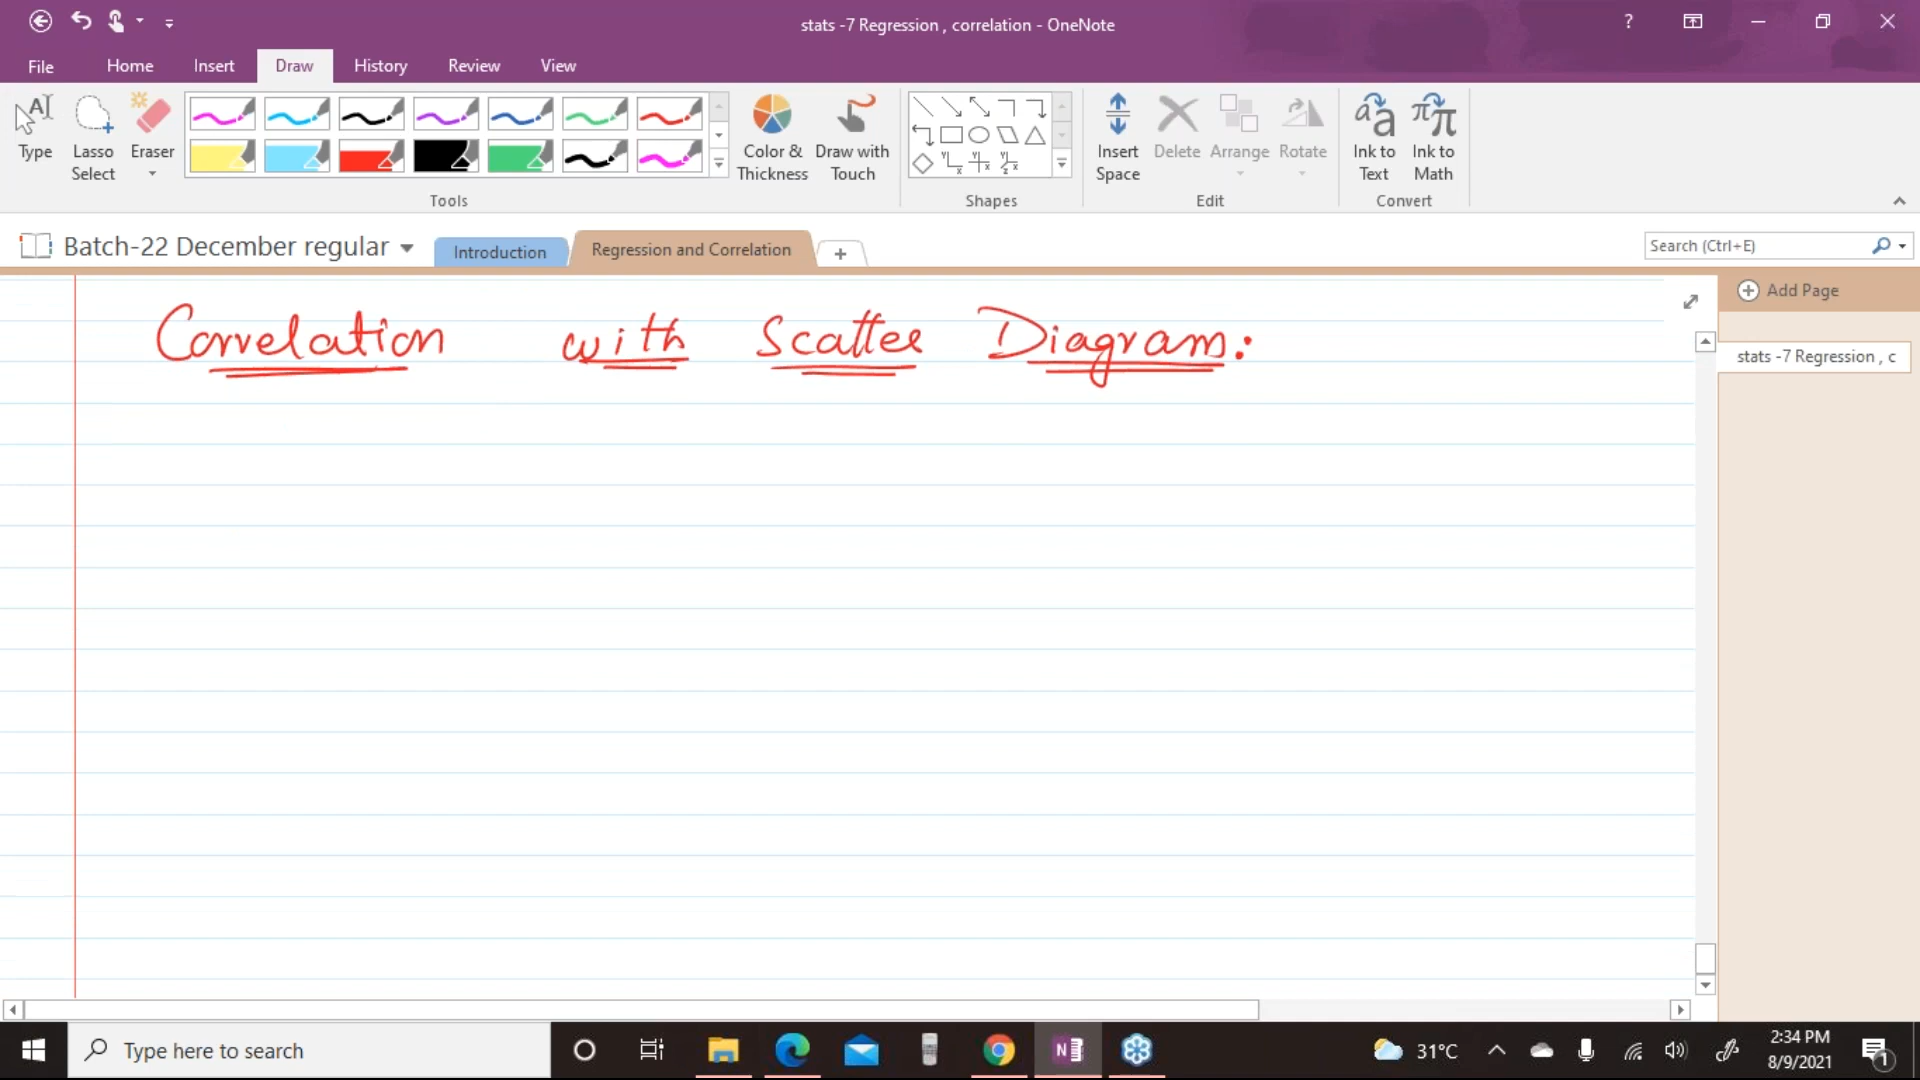 stats -7 Regression , correlation - OneNote
?
File Home Insert Draw History Review View
Type
Lasso Select
Eraser
Color & Thickness
Draw with Touch
Insert Space
Delete
Arrange
Rotate
Ink to Text
Ink to Math
Tools
Shapes
Edit
Convert
Batch-22 December regular
Introduction
Regression and Correlation
Search (Ctrl+E)
Add Page
stats -7 Regression , c
Correlation with Scatter Diagram:
Type here to search
31°C
2:34 PM
8/9/2021
1